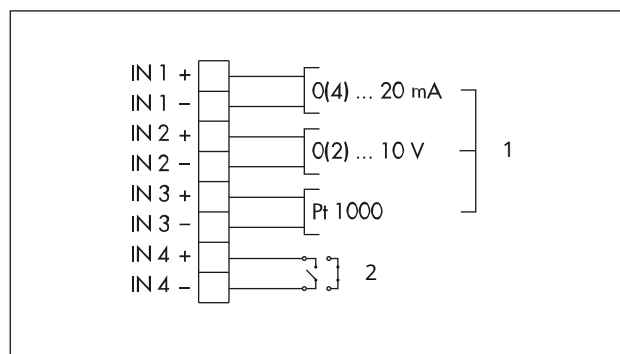 IN 1 +
IN 1 –
IN 2 +
IN 2 –
IN 3 +
IN 3 –
IN 4 +
IN 4 –
0(4) ... 20 mA
0(2) ... 10 V
Pt 1000
1
2